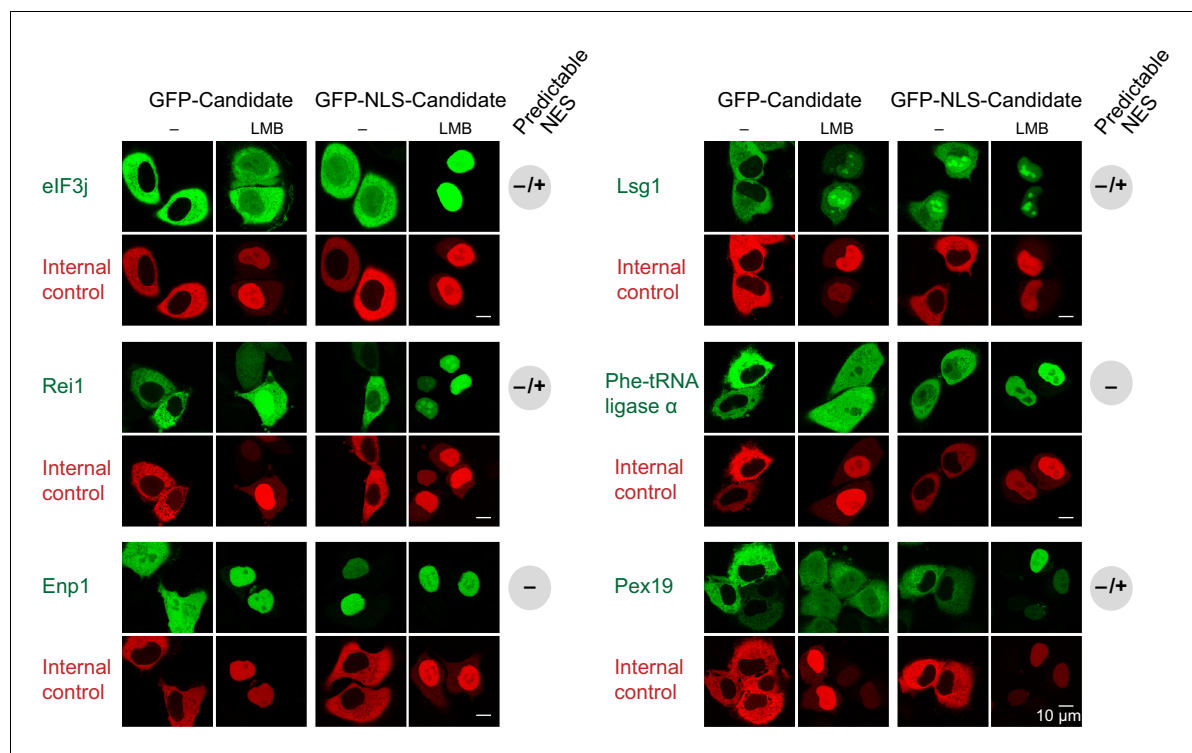 GFP-Candidate GFP-NLS-Candidate Predictable NES
– LMB – LMB
eIF3j
–/+
Internal
control
Rei1
–/+
Internal
control
Enp1
–
Internal
control
GFP-Candidate GFP-NLS-Candidate Predictable NES
– LMB – LMB
Lsg1
–/+
Internal
control
Phe-tRNA
ligase α
–
Internal
control
Pex19
–/+
Internal
control
10 µm